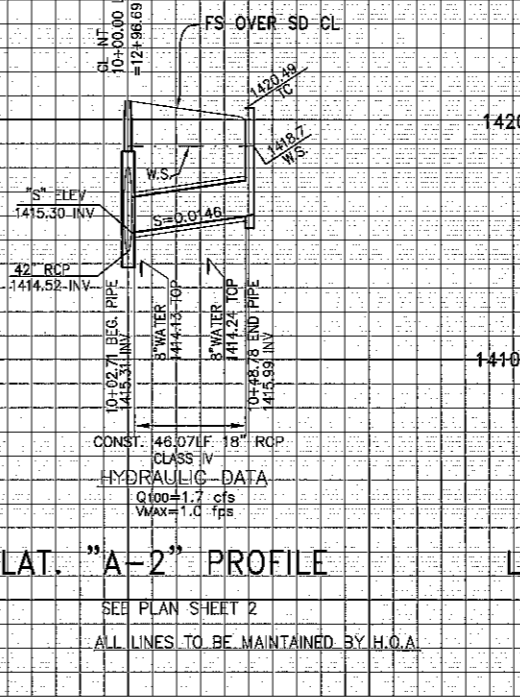 FS OVER SD CL
CL NT
10+00.00 L
=12+96.69
1420.49
TC
1420
1418.7
W.S.
W.S.
"S" ELEV
1415.30 INV
S=0.0146
42" RCP
1414.52 INV
10+02.71 BEG. PIPE
1415.31 INV
8"WATER
1414.13 TOP
8"WATER
1414.24 TOP
10+48.78 END PIPE
1415.99 INV
1410
CONST. 46.07LF 18" RCP
CLASS IV
HYDRAULIC DATA
Q100=1.7 cfs
VMAX=1.0 fps
LAT. "A-2" PROFILE
L
SEE PLAN SHEET 2
ALL LINES TO BE MAINTAINED BY H.O.A.